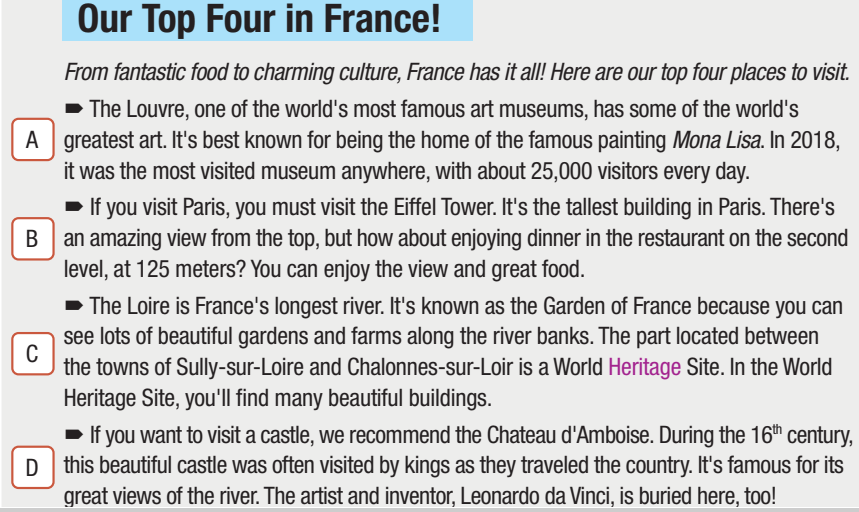 Our Top Four in France!
From fantastic food to charming culture, France has it all! Here are our top four places to visit.
A
➨ The Louvre, one of the world's most famous art museums, has some of the world's
greatest art. It's best known for being the home of the famous painting Mona Lisa. In 2018,
it was the most visited museum anywhere, with about 25,000 visitors every day.
B
➨ If you visit Paris, you must visit the Eiffel Tower. It's the tallest building in Paris. There's
an amazing view from the top, but how about enjoying dinner in the restaurant on the second
level, at 125 meters? You can enjoy the view and great food.
C
➨ The Loire is France's longest river. It's known as the Garden of France because you can
see lots of beautiful gardens and farms along the river banks. The part located between
the towns of Sully-sur-Loire and Chalonnes-sur-Loir is a World Heritage Site. In the World
Heritage Site, you'll find many beautiful buildings.
D
➨ If you want to visit a castle, we recommend the Chateau d'Amboise. During the 16th century,
this beautiful castle was often visited by kings as they traveled the country. It's famous for its
great views of the river. The artist and inventor, Leonardo da Vinci, is buried here, too!